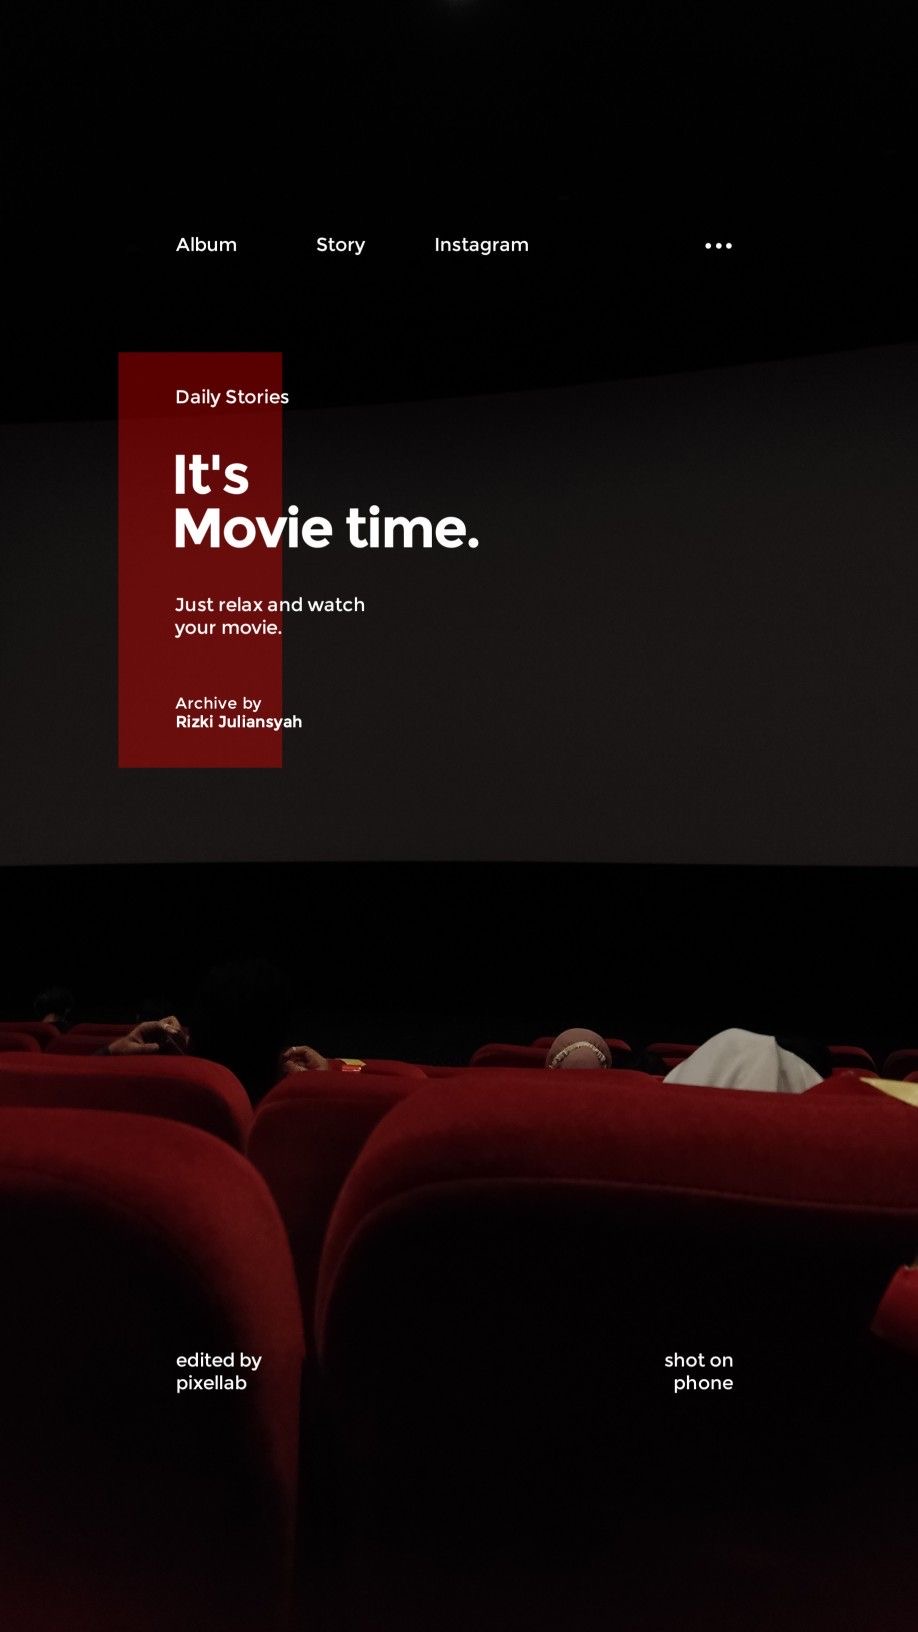 Album Story Instagram •••
Daily Stories
It's
Movie time.
Just relax and watch
your movie.
Archive by
Rizki Juliansyah
edited by
pixellab
shot on
phone